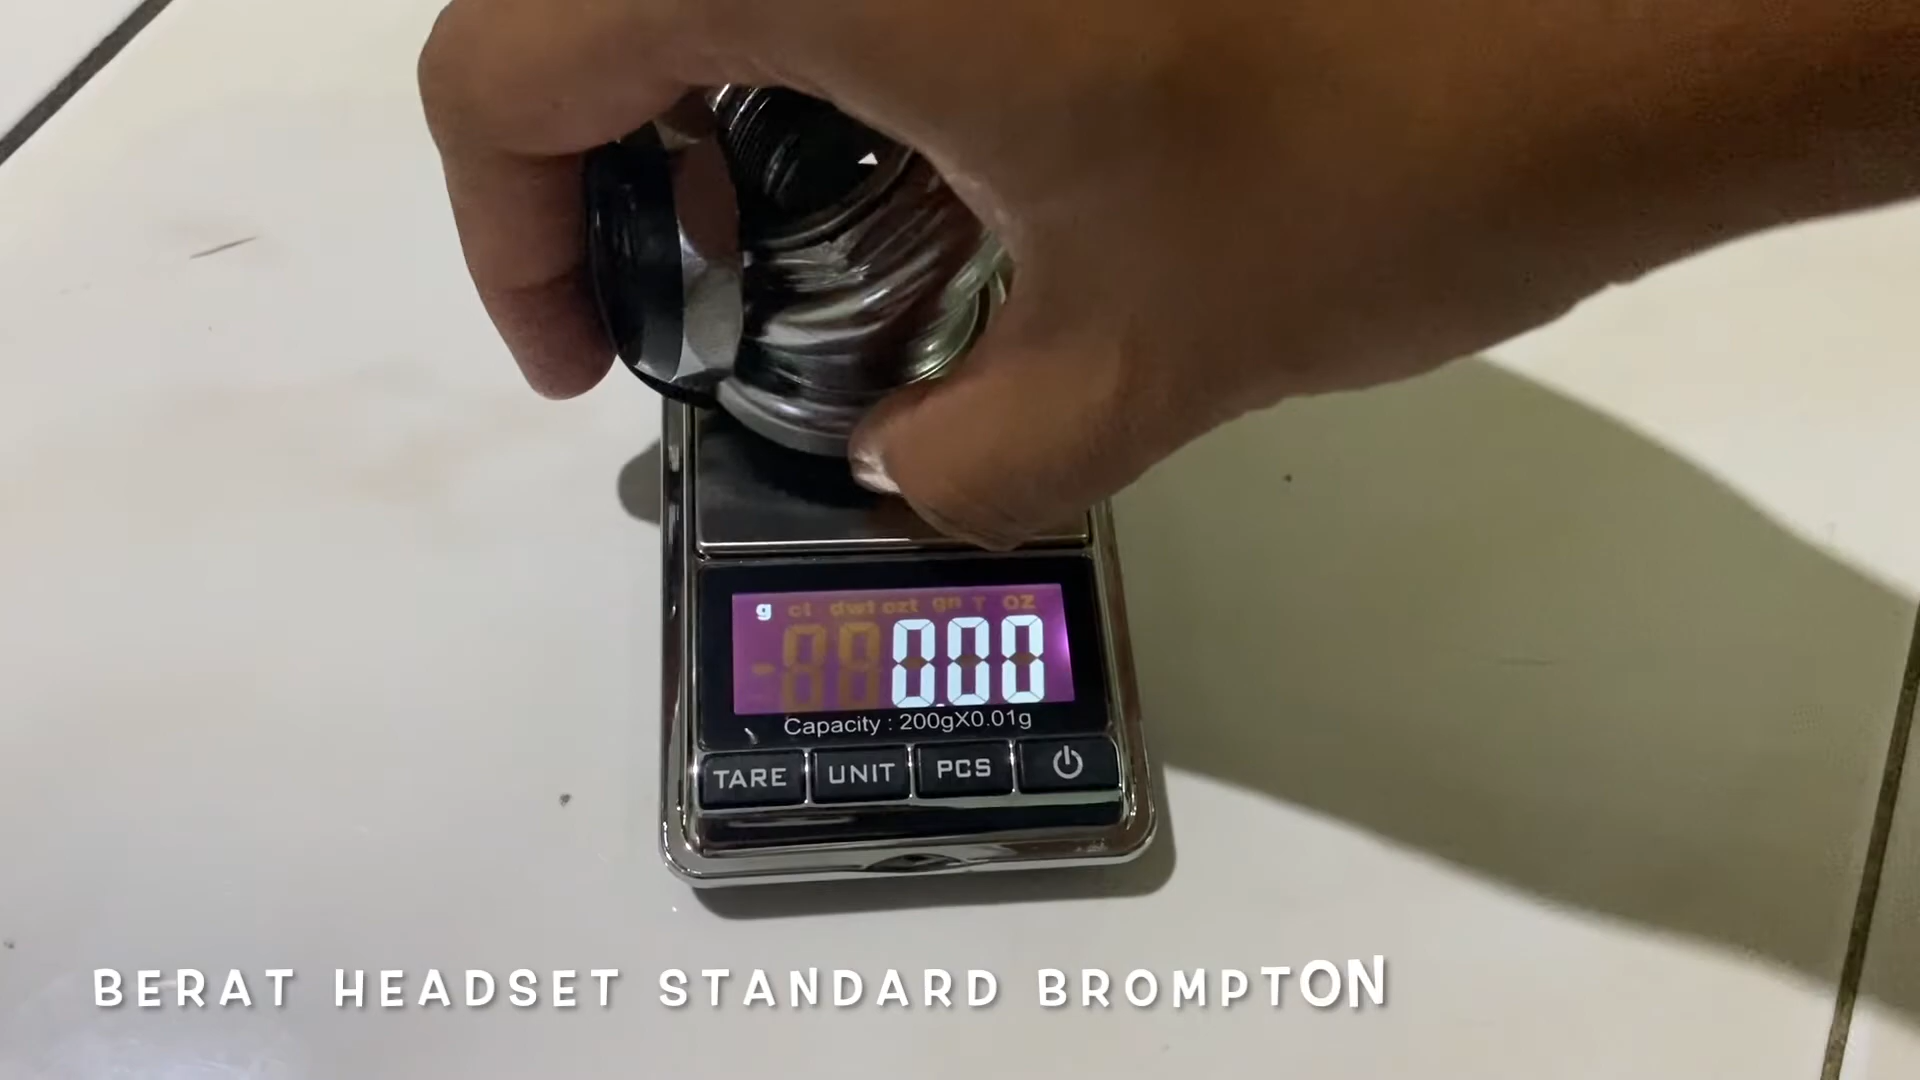 g ct dwt ozt gn T oz
0.00
Capacity : 200gX0.01g
TARE UNIT PCS
BERAT HEADSET STANDARD BROMPTON